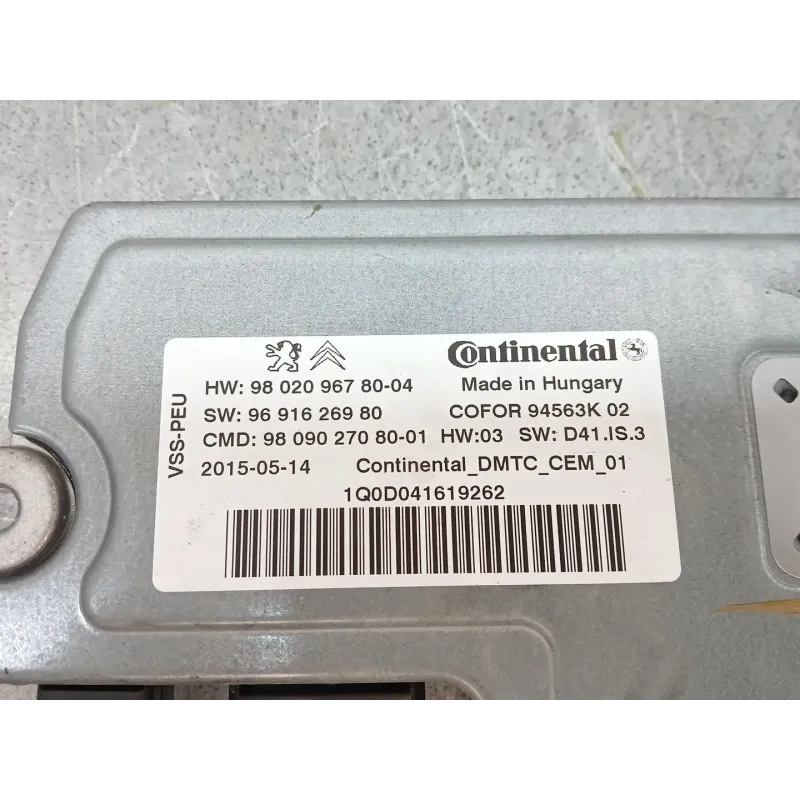 VSS-PEU
Continental
HW: 98 020 967 80-04
Made in Hungary
SW: 96 916 269 80
COFOR 94563K 02
CMD: 98 090 270 80-01
HW:03 SW: D41.IS.3
2015-05-14
Continental_DMTC_CEM_01
1Q0D041619262